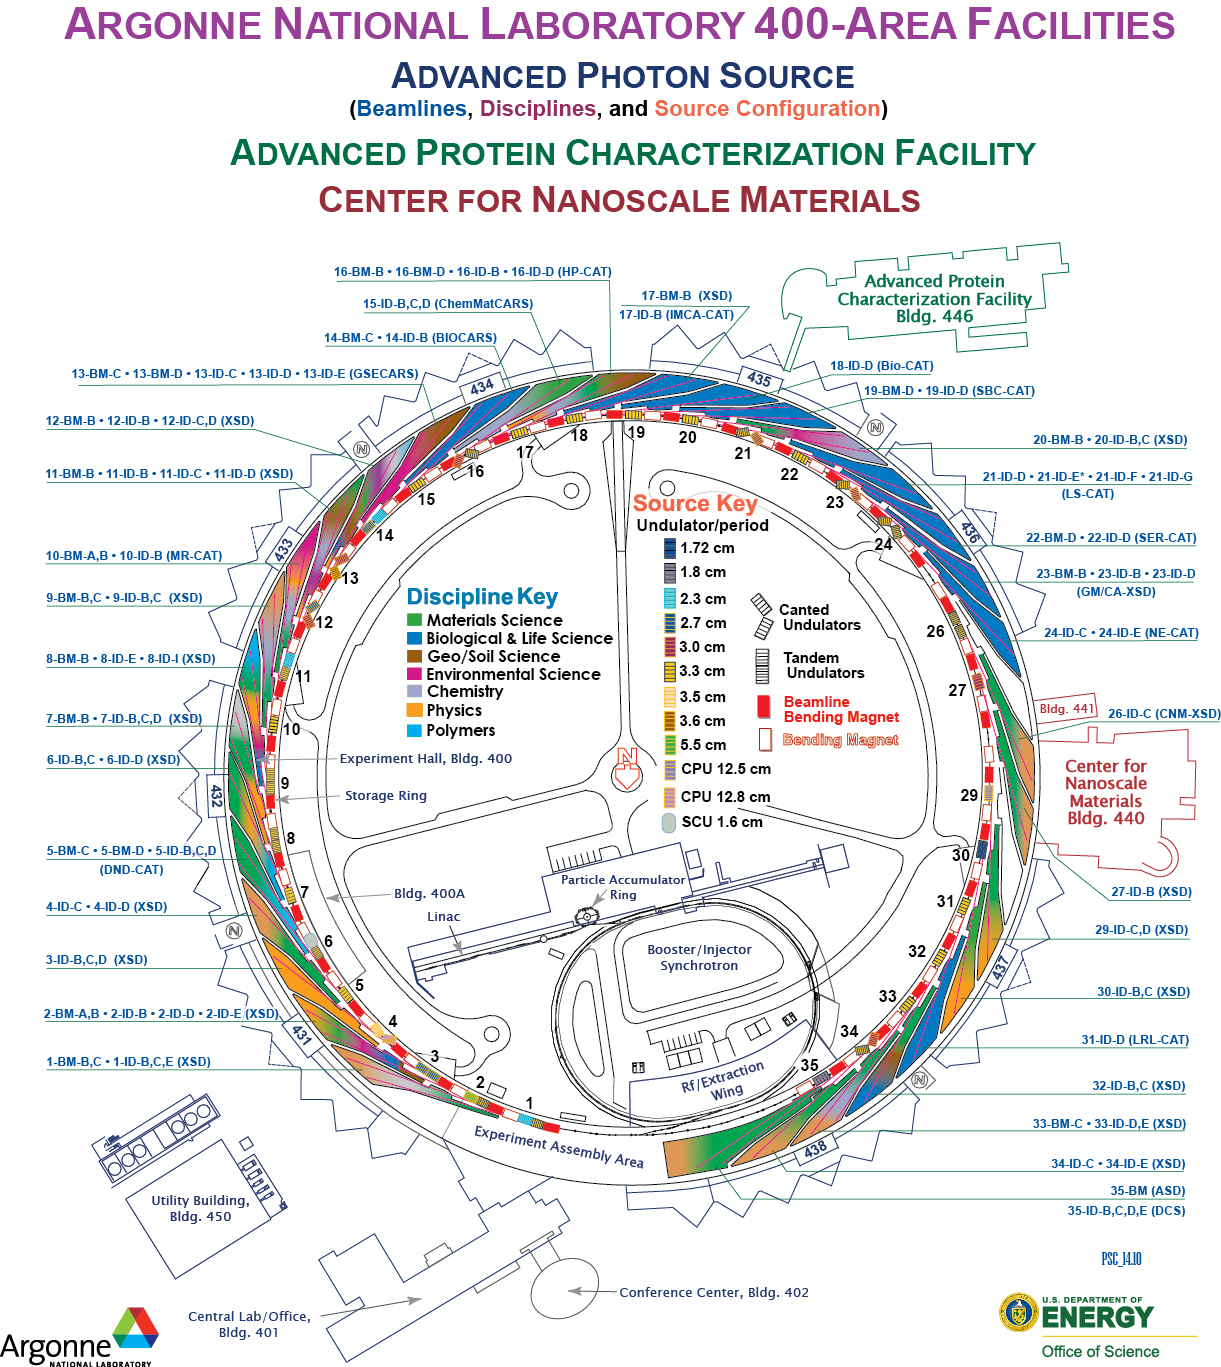 ARGONNE NATIONAL LABORATORY 400-AREA FACILITIES
ADVANCED PHOTON SOURCE
(Beamlines, Disciplines, and Source Configuration)
ADVANCED PROTEIN CHARACTERIZATION FACILITY
CENTER FOR NANOSCALE MATERIALS
16-BM-B • 16-BM-D • 16-ID-B • 16-ID-D (HP-CAT)
15-ID-B,C,D (ChemMatCARS)
14-BM-C • 14-ID-B (BIOCARS)
13-BM-C • 13-BM-D • 13-ID-C • 13-ID-D • 13-ID-E (GSECARS)
12-BM-B • 12-ID-B • 12-ID-C,D (XSD)
11-BM-B • 11-ID-B • 11-ID-C • 11-ID-D (XSD)
10-BM-A,B • 10-ID-B (MR-CAT)
9-BM-B,C • 9-ID-B,C (XSD)
8-BM-B • 8-ID-E • 8-ID-I (XSD)
7-BM-B • 7-ID-B,C,D (XSD)
6-ID-B,C • 6-ID-D (XSD)
5-BM-C • 5-BM-D • 5-ID-B,C,D
(DND-CAT)
4-ID-C • 4-ID-D (XSD)
3-ID-B,C,D (XSD)
2-BM-A,B • 2-ID-B • 2-ID-D • 2-ID-E (XSD)
1-BM-B,C • 1-ID-B,C,E (XSD)
17-BM-B (XSD)
17-ID-B (IMCA-CAT)
Advanced Protein
Characterization Facility
Bldg. 446
18-ID-D (Bio-CAT)
19-BM-D • 19-ID-D (SBC-CAT)
20-BM-B • 20-ID-B,C (XSD)
21-ID-D • 21-ID-E* • 21-ID-F • 21-ID-G
(LS-CAT)
22-BM-D • 22-ID-D (SER-CAT)
23-BM-B • 23-ID-B • 23-ID-D
(GM/CA-XSD)
24-ID-C • 24-ID-E (NE-CAT)
Bldg. 441
26-ID-C (CNM-XSD)
Center for
Nanoscale
Materials
Bldg. 440
27-ID-B (XSD)
29-ID-C,D (XSD)
30-ID-B,C (XSD)
31-ID-D (LRL-CAT)
32-ID-B,C (XSD)
33-BM-C • 33-ID-D,E (XSD)
34-ID-C • 34-ID-E (XSD)
35-BM (ASD)
35-ID-B,C,D,E (DCS)
431
432
433
434
435
436
437
438
N
N
N
N
N
1
2
3
4
5
6
7
8
9
10
11
12
13
14
15
16
17
18
19
20
21
22
23
24
26
27
29
30
31
32
33
34
35
Source Key
Undulator/period
1.72 cm
1.8 cm
2.3 cm
2.7 cm
3.0 cm
3.3 cm
3.5 cm
3.6 cm
5.5 cm
CPU 12.5 cm
CPU 12.8 cm
SCU 1.6 cm
Canted
Undulators
Tandem
Undulators
Beamline
Bending Magnet
Bending Magnet
Discipline Key
Materials Science
Biological & Life Science
Geo/Soil Science
Environmental Science
Chemistry
Physics
Polymers
Experiment Hall, Bldg. 400
Storage Ring
Bldg. 400A
Linac
Particle Accumulator
Ring
Booster/Injector
Synchrotron
Rf/Extraction
Wing
Experiment Assembly Area
Utility Building,
Bldg. 450
Central Lab/Office,
Bldg. 401
Conference Center, Bldg. 402
PSC_14.10
Argonne
NATIONAL LABORATORY
U.S. DEPARTMENT OF
ENERGY
Office of Science